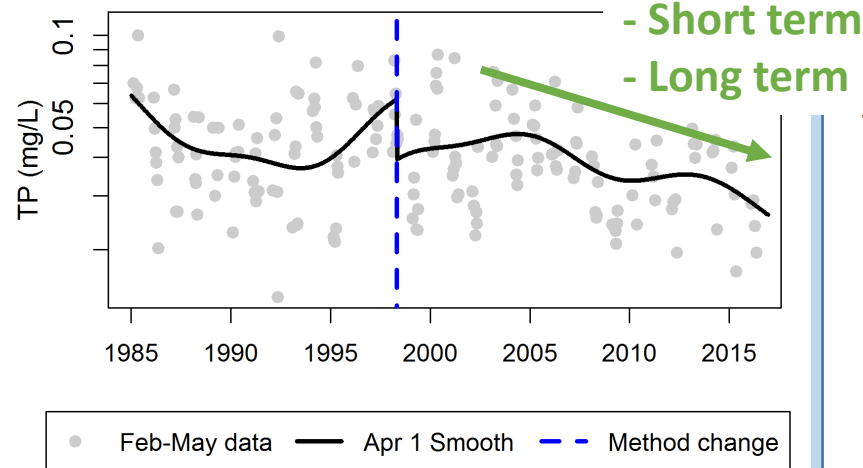 - Short term
- Long term
0.1
0.05
TP (mg/L)
1985 1990 1995 2000 2005 2010 2015
Feb-May data Apr 1 Smooth Method change